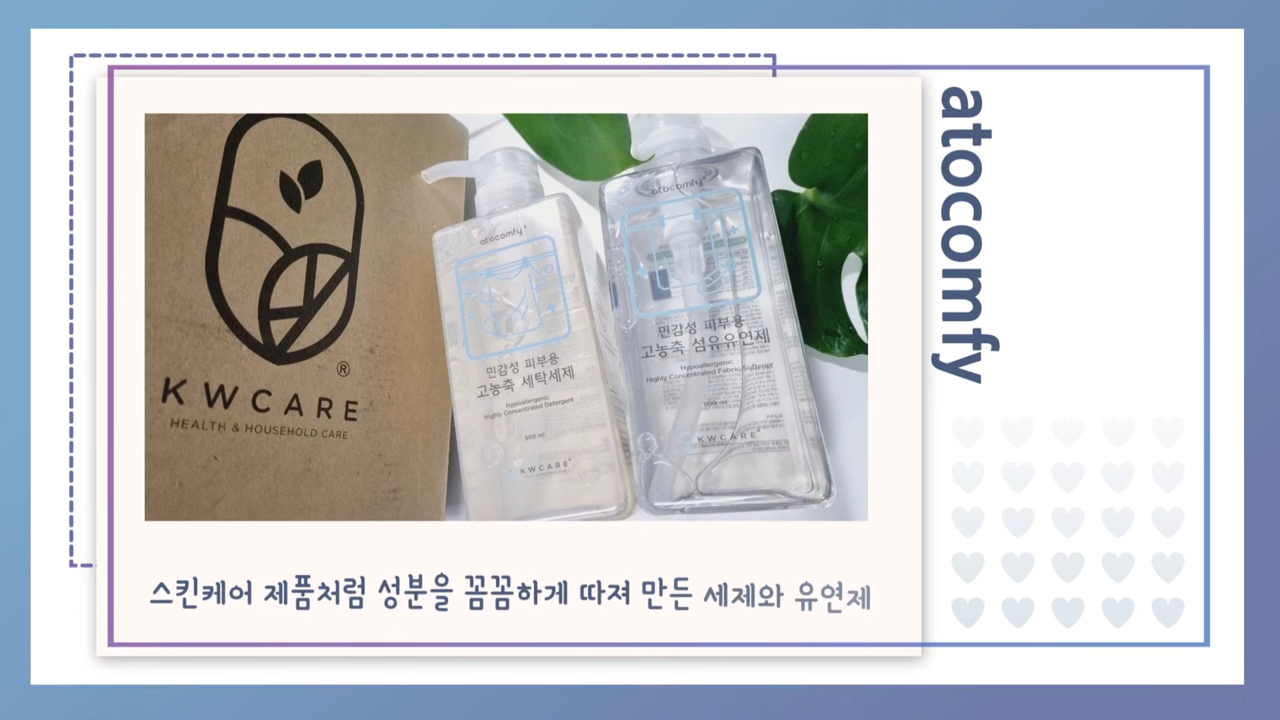 KWCARE
®
HEALTH & HOUSEHOLD CARE
atocomfy
민감성 피부용
고농축 세탁세제
Hypoallergenic
Highly Concentrated Detergent
500 ml
KWCARE
atocomfy
민감성 피부용
고농축 섬유유연제
Hypoallergenic
Highly Concentrated Fabric Softener
900 ml
KWCARE
atocomfy
스킨케어 제품처럼 성분을 꼼꼼하게 따져 만든 세제와 유연제